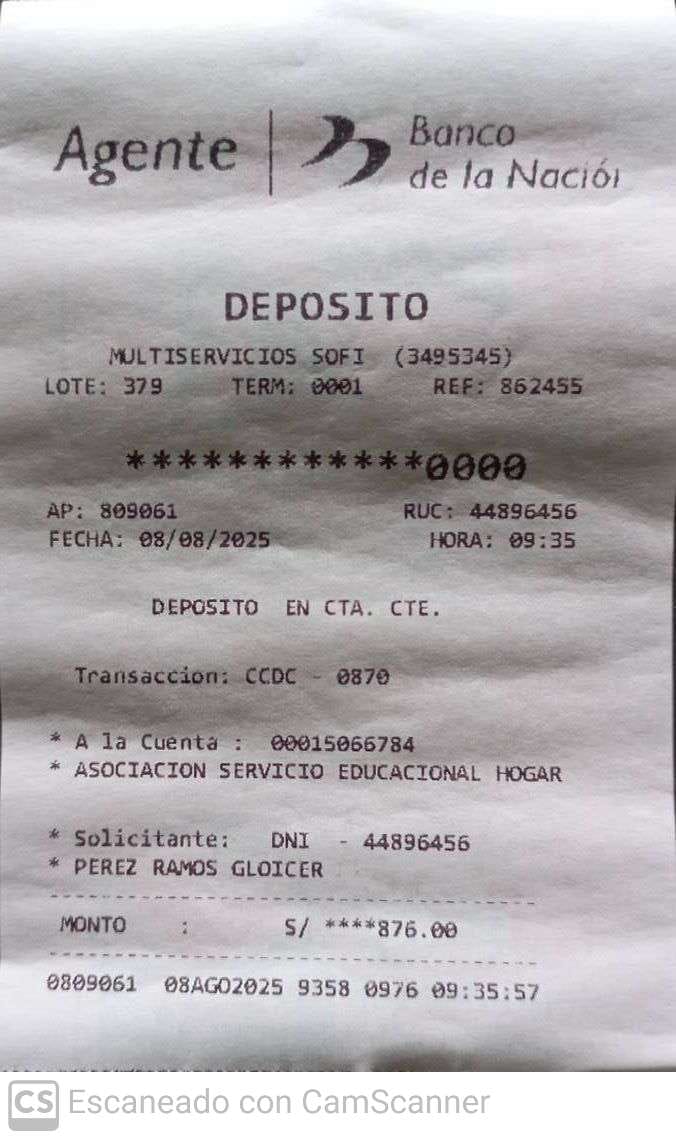 Agente
Banco
de la Nación
DEPOSITO
MULTISERVICIOS SOFI (3495345)
LOTE: 379 TERM: 0001 REF: 862455
************0000
AP: 809061 RUC: 44896456
FECHA: 08/08/2025 HORA: 09:35
DEPOSITO EN CTA. CTE.
Transaccion: CCDC - 0870
* A la Cuenta : 00015066784
* ASOCIACION SERVICIO EDUCACIONAL HOGAR
* Solicitante: DNI - 44896456
* PEREZ RAMOS GLOICER
MONTO : S/ ****876.00
0809061 08AGO2025 9358 0976 09:35:57
CS Escaneado con CamScanner